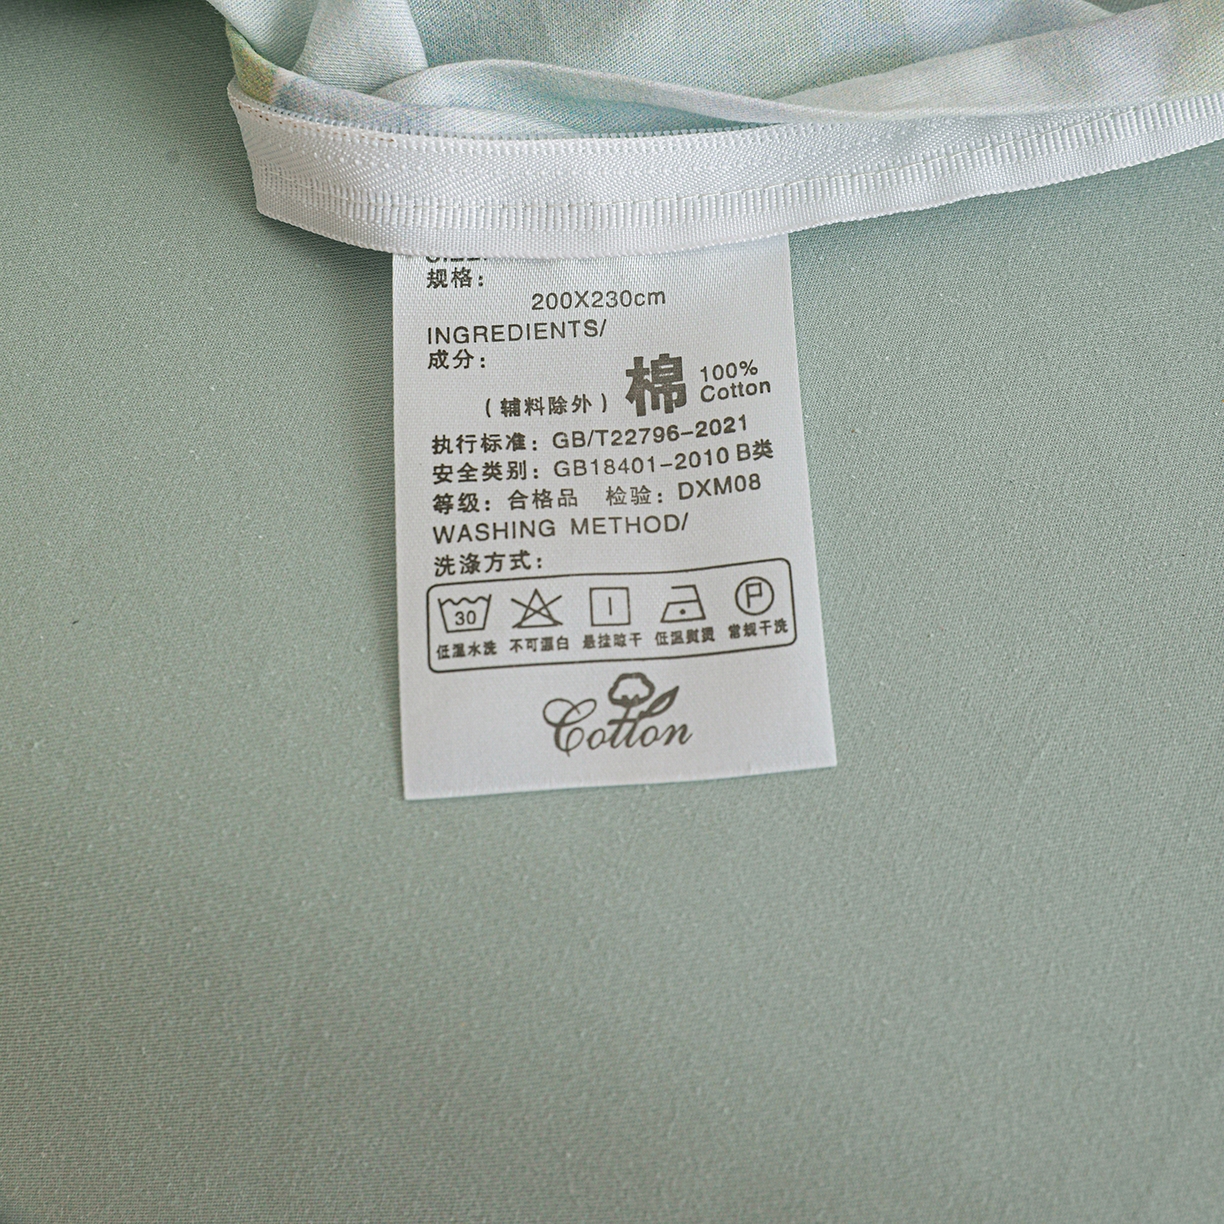 规格：
200X230cm
INGREDIENTS/
成分：
棉 100%
Cotton
（辅料除外）
执行标准：GB/T22796-2021
安全类别：GB18401-2010 B类
等级：合格品 检验：DXM08
WASHING METHOD/
洗涤方式：
30 P
低温水洗 不可漂白 悬挂晾干 低温熨烫 常规干洗
Cotton